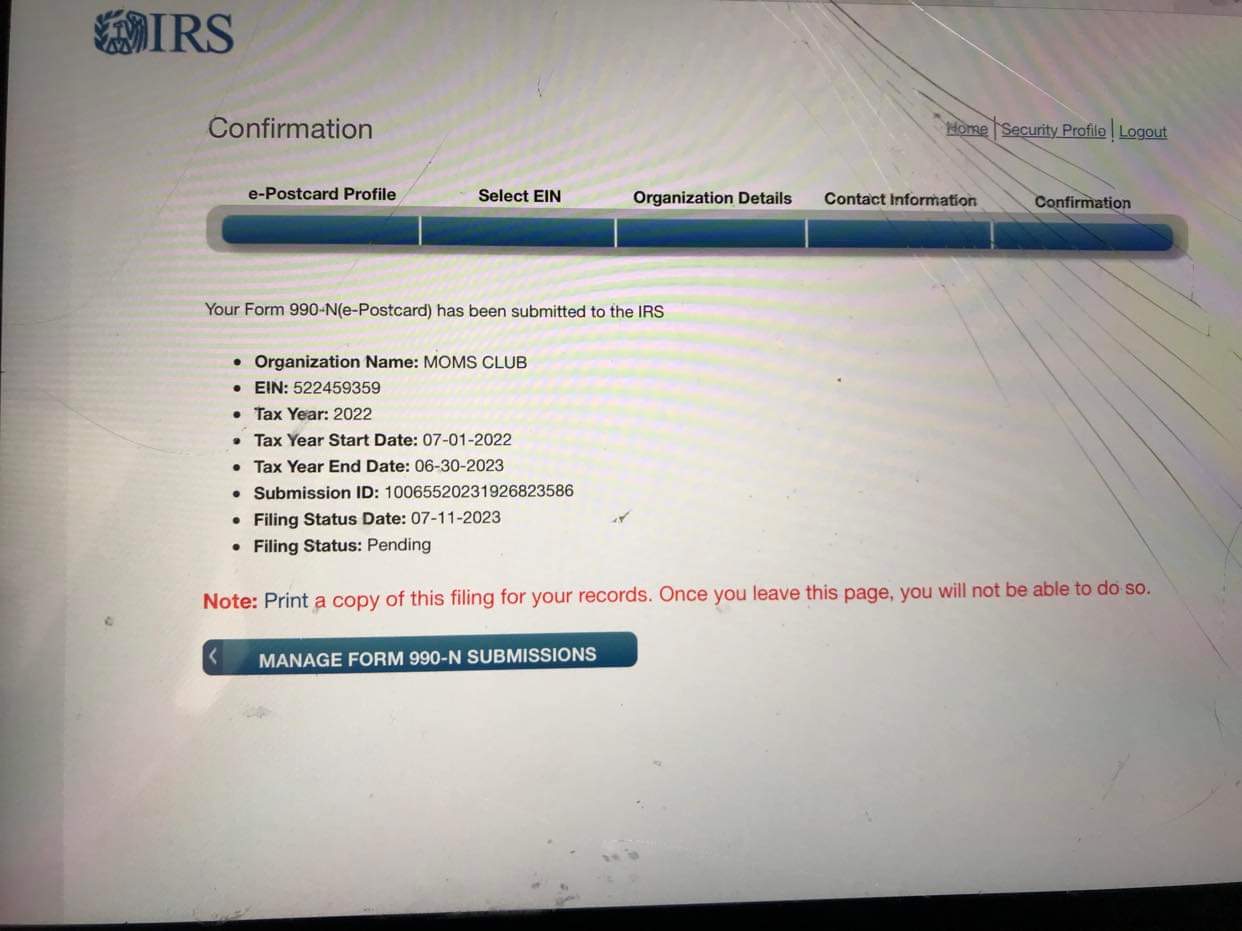 IRS
Confirmation
Home | Security Profile | Logout
e-Postcard Profile Select EIN Organization Details Contact Information Confirmation
Your Form 990-N(e-Postcard) has been submitted to the IRS
• Organization Name: MOMS CLUB
• EIN: 522459359
• Tax Year: 2022
• Tax Year Start Date: 07-01-2022
• Tax Year End Date: 06-30-2023
• Submission ID: 10065520231926823586
• Filing Status Date: 07-11-2023
• Filing Status: Pending
Note: Print a copy of this filing for your records. Once you leave this page, you will not be able to do so.
MANAGE FORM 990-N SUBMISSIONS